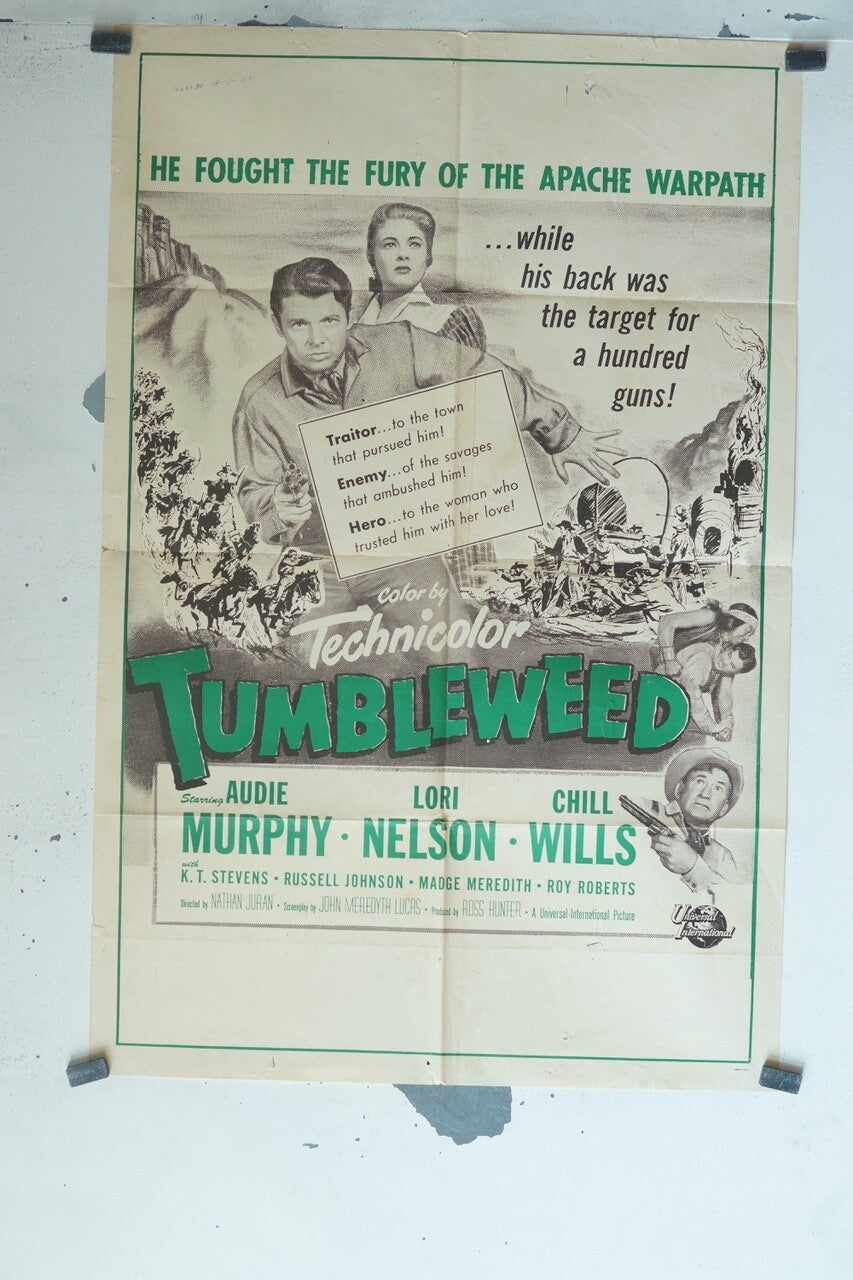 HE FOUGHT THE FURY OF THE APACHE WARPATH
...while
his back was
the target for
a hundred
guns!
Traitor...to the town
that pursued him!
Enemy...of the savages
that ambushed him!
Hero...to the woman who
trusted him with her love!
color by
Technicolor
TUMBLEWEED
Starring AUDIE LORI CHILL
MURPHY · NELSON · WILLS
with
K.T. STEVENS · RUSSELL JOHNSON · MADGE MEREDITH · ROY ROBERTS
Directed by NATHAN JURAN · Screenplay by JOHN MEREDYTH LUCAS · Produced by ROSS HUNTER · A Universal-International Picture
Universal
International